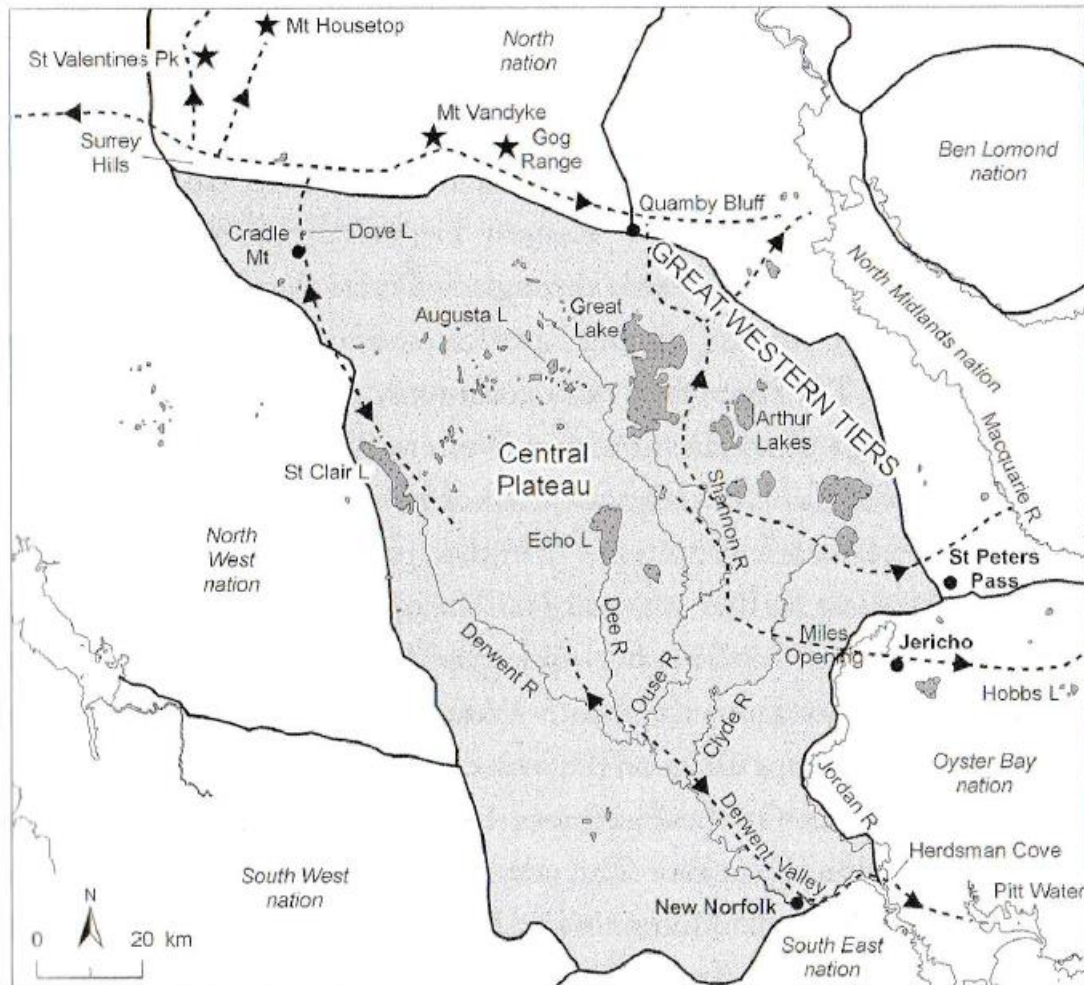 Mt Housetop
St Valentines Pk
North
nation
Mt Vandyke
Gog
Range
Surrey
Hills
Ben Lomond
nation
Quamby Bluff
Cradle
Mt
Dove L
GREAT WESTERN TIERS
North Midlands nation
Augusta L
Great
Lake
Arthur
Lakes
Macquarie R
Central
Plateau
St Clair L
Shannon R
Echo L
North
West
nation
St Peters
Pass
Dee R
Miles
Opening
Jericho
Derwent R
Ouse R
Hobbs L
Clyde R
Oyster Bay
nation
Jordan R
Derwent Valley
Herdsman Cove
South West
nation
Pitt Water
New Norfolk
N
0 20 km
South East
nation